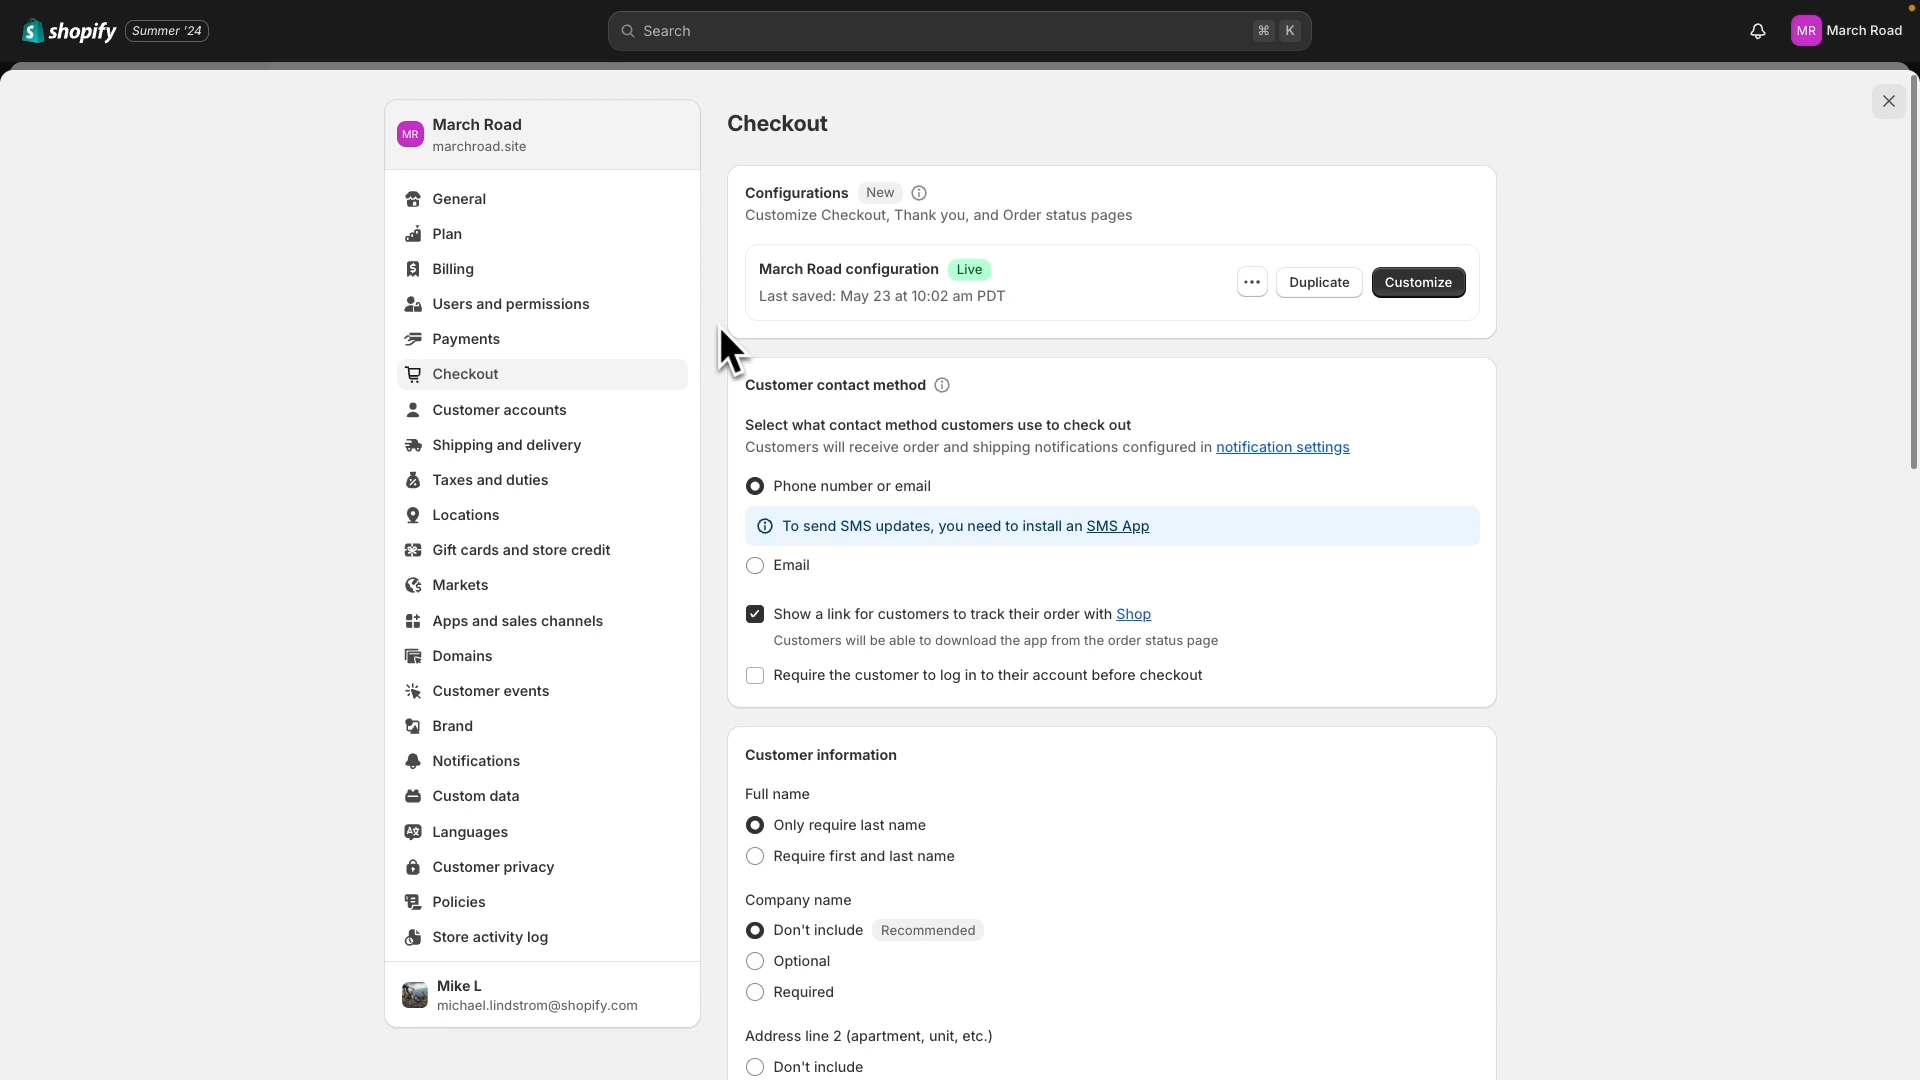 shopify Summer '24
Search
⌘ K
MR March Road
MR
March Road
marchroad.site
General
Plan
Billing
Users and permissions
Payments
Checkout
Customer accounts
Shipping and delivery
Taxes and duties
Locations
Gift cards and store credit
Markets
Apps and sales channels
Domains
Customer events
Brand
Notifications
Custom data
Languages
Customer privacy
Policies
Store activity log
Mike L
michael.lindstrom@shopify.com
Checkout
Configurations New
Customize Checkout, Thank you, and Order status pages
March Road configuration Live
Last saved: May 23 at 10:02 am PDT
Duplicate
Customize
Customer contact method
Select what contact method customers use to check out
Customers will receive order and shipping notifications configured in notification settings
Phone number or email
To send SMS updates, you need to install an SMS App
Email
Show a link for customers to track their order with Shop
Customers will be able to download the app from the order status page
Require the customer to log in to their account before checkout
Customer information
Full name
Only require last name
Require first and last name
Company name
Don't include Recommended
Optional
Required
Address line 2 (apartment, unit, etc.)
Don't include